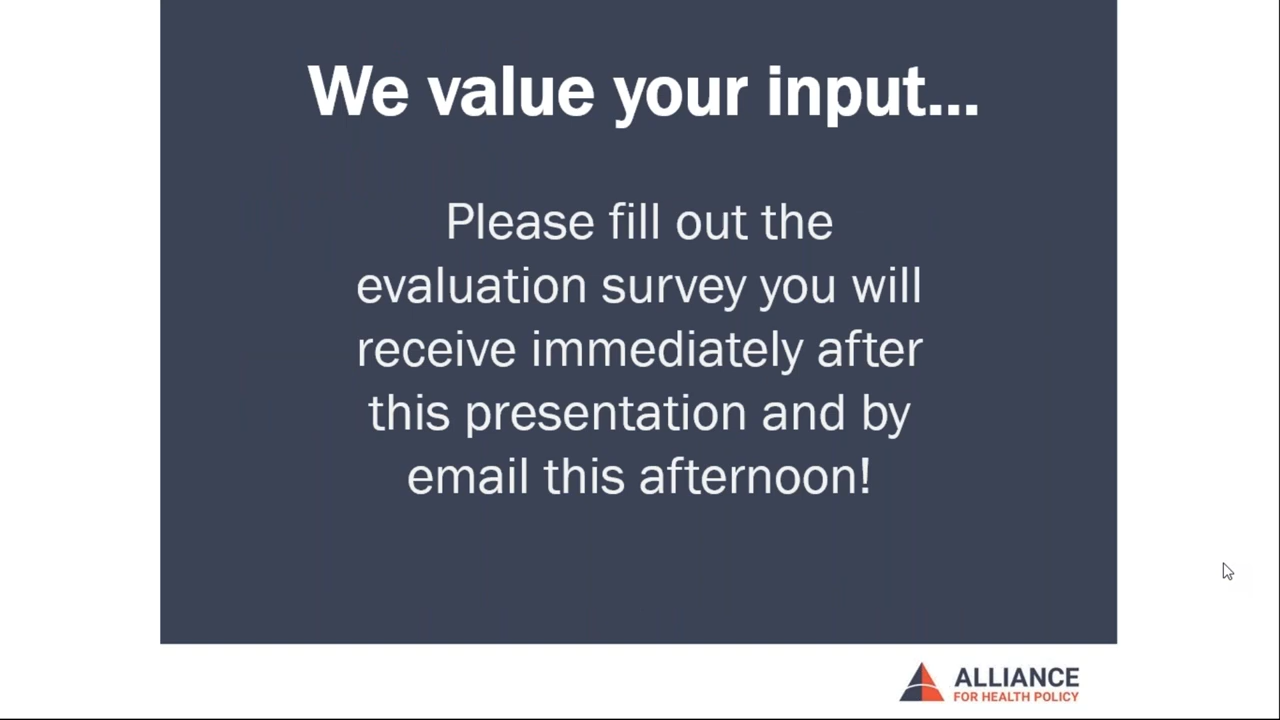 We value your input...
Please fill out the
evaluation survey you will
receive immediately after
this presentation and by
email this afternoon!
ALLIANCE
FOR HEALTH POLICY